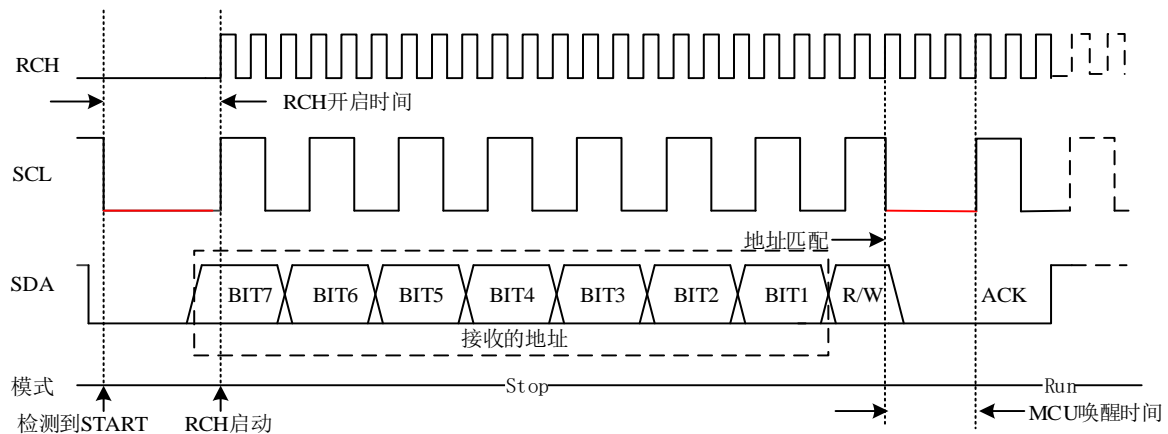 RCH
RCH开启时间
SCL
地址匹配
SDA
BIT7 BIT6 BIT5 BIT4 BIT3 BIT2 BIT1 R/W ACK
接收的地址
模式 Stop Run
检测到START RCH启动 MCU唤醒时间